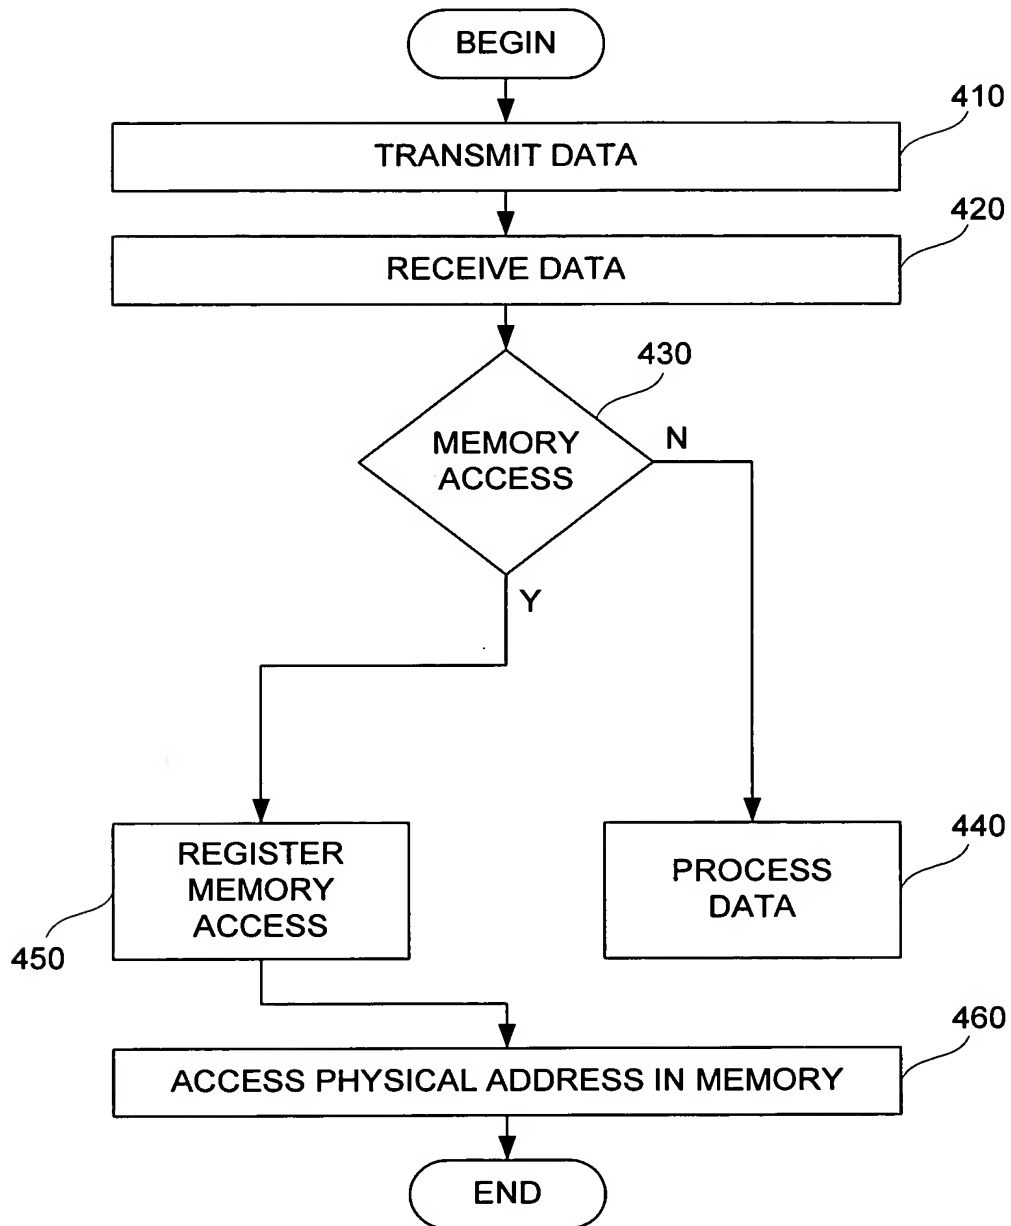 BEGIN
410
TRANSMIT DATA
420
RECEIVE DATA
430
MEMORY
ACCESS
N
Y
REGISTER
MEMORY
ACCESS
450
440
PROCESS
DATA
460
ACCESS PHYSICAL ADDRESS IN MEMORY
END